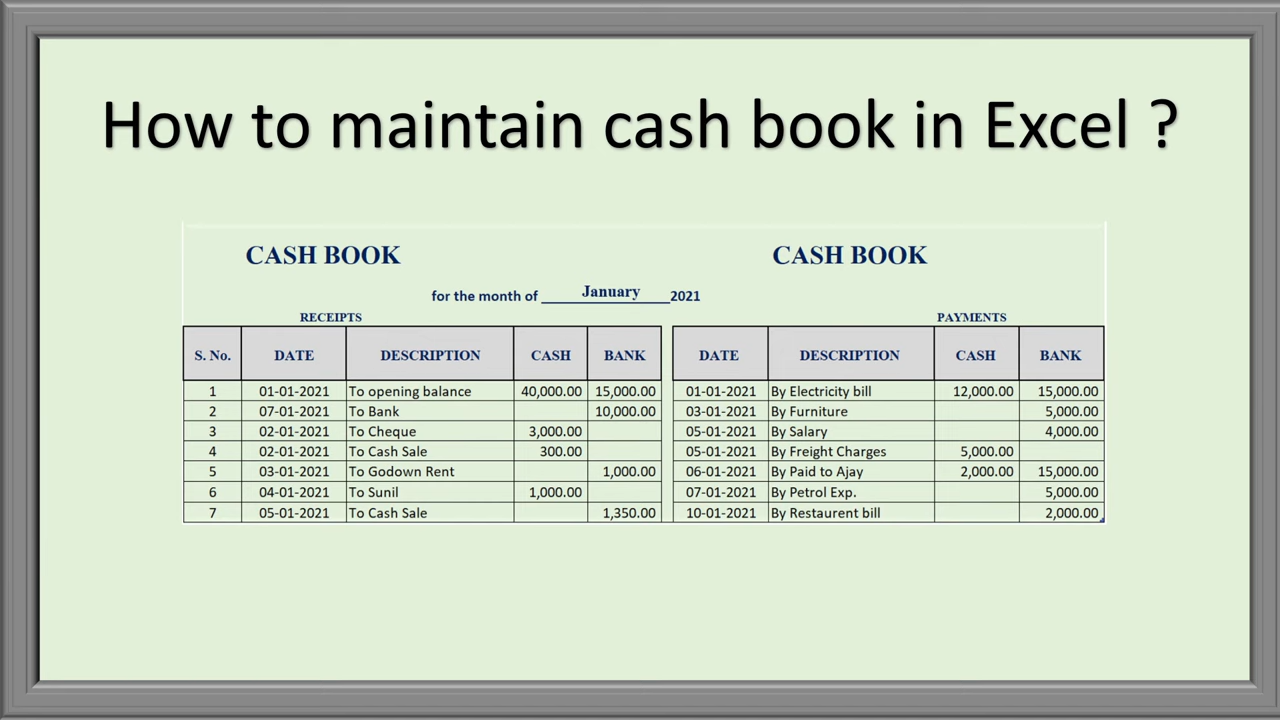 How to maintain cash book in Excel ?
CASH BOOK CASH BOOK
for the month of January 2021
RECEIPTS PAYMENTS
S. No. DATE DESCRIPTION CASH BANK DATE DESCRIPTION CASH BANK
1 01-01-2021 To opening balance 40,000.00 15,000.00 01-01-2021 By Electricity bill 12,000.00 15,000.00
2 07-01-2021 To Bank 10,000.00 03-01-2021 By Furniture 5,000.00
3 02-01-2021 To Cheque 3,000.00 05-01-2021 By Salary 4,000.00
4 02-01-2021 To Cash Sale 300.00 05-01-2021 By Freight Charges 5,000.00
5 03-01-2021 To Godown Rent 1,000.00 06-01-2021 By Paid to Ajay 2,000.00 15,000.00
6 04-01-2021 To Sunil 1,000.00 07-01-2021 By Petrol Exp. 5,000.00
7 05-01-2021 To Cash Sale 1,350.00 10-01-2021 By Restaurent bill 2,000.00